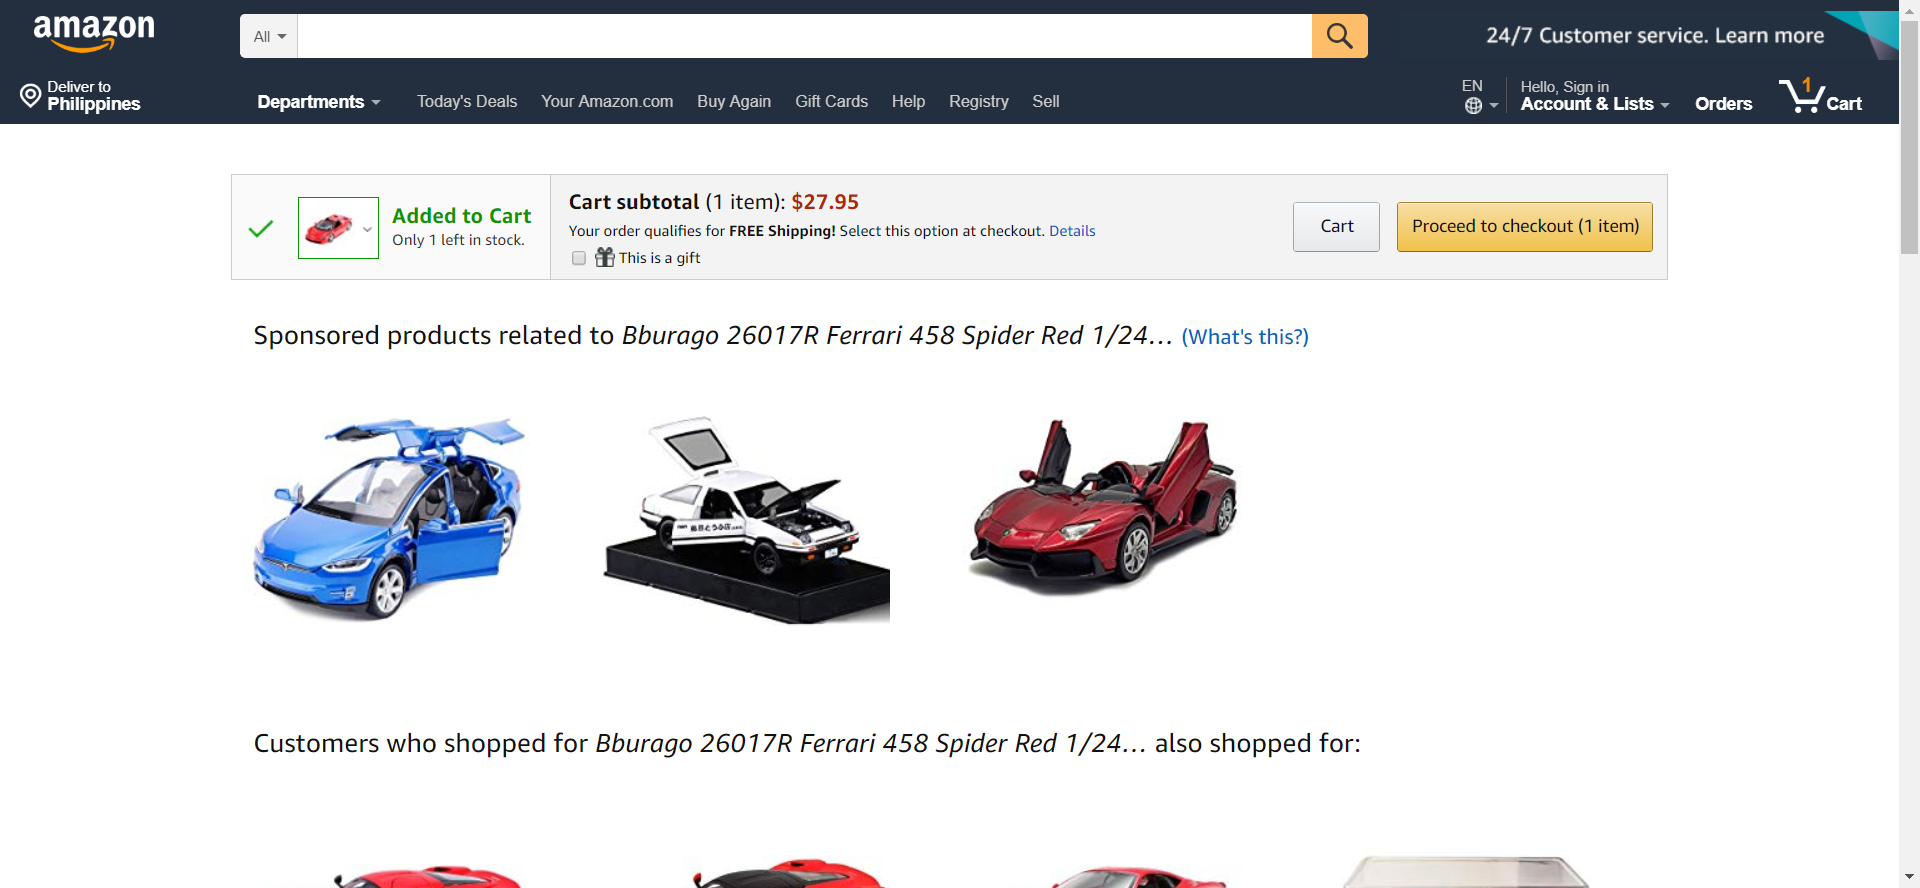 amazon
All
24/7 Customer service. Learn more
Deliver to
Philippines
Departments
Today's Deals
Your Amazon.com
Buy Again
Gift Cards
Help
Registry
Sell
EN
Hello, Sign in
Account & Lists
Orders
1
Cart
Added to Cart
Only 1 left in stock.
Cart subtotal (1 item): $27.95
Your order qualifies for FREE Shipping! Select this option at checkout. Details
This is a gift
Cart
Proceed to checkout (1 item)
Sponsored products related to Bburago 26017R Ferrari 458 Spider Red 1/24... (What's this?)
Customers who shopped for Bburago 26017R Ferrari 458 Spider Red 1/24... also shopped for: